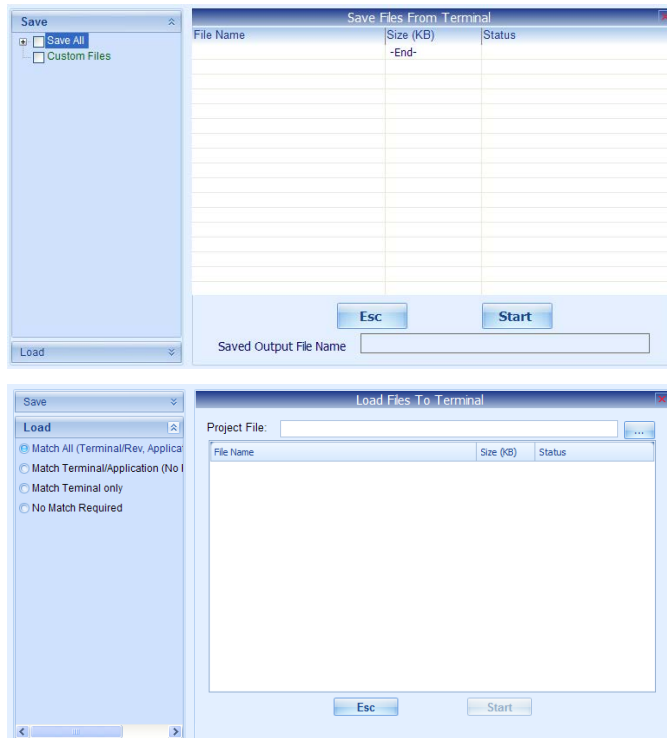 Save
Save Files From Terminal
Save All
Custom Files
File Name Size (KB) Status
-End-
Esc Start
Load
Saved Output File Name
Save
Load Files To Terminal
Load
Project File: ...
Match All (Terminal/Rev, Applica
Match Terminal/Application (No
Match Teminal only
No Match Required
File Name Size (KB) Status
Esc Start